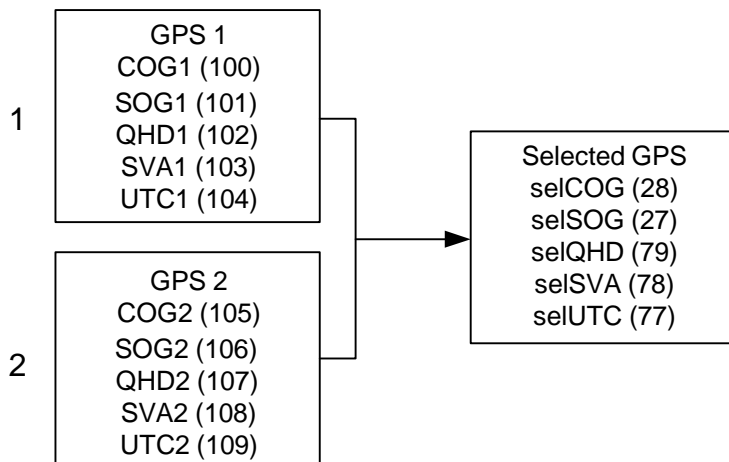 1
GPS 1
COG1 (100)
SOG1 (101)
QHD1 (102)
SVA1 (103)
UTC1 (104)
2
GPS 2
COG2 (105)
SOG2 (106)
QHD2 (107)
SVA2 (108)
UTC2 (109)
Selected GPS
selCOG (28)
selSOG (27)
selQHD (79)
selSVA (78)
selUTC (77)